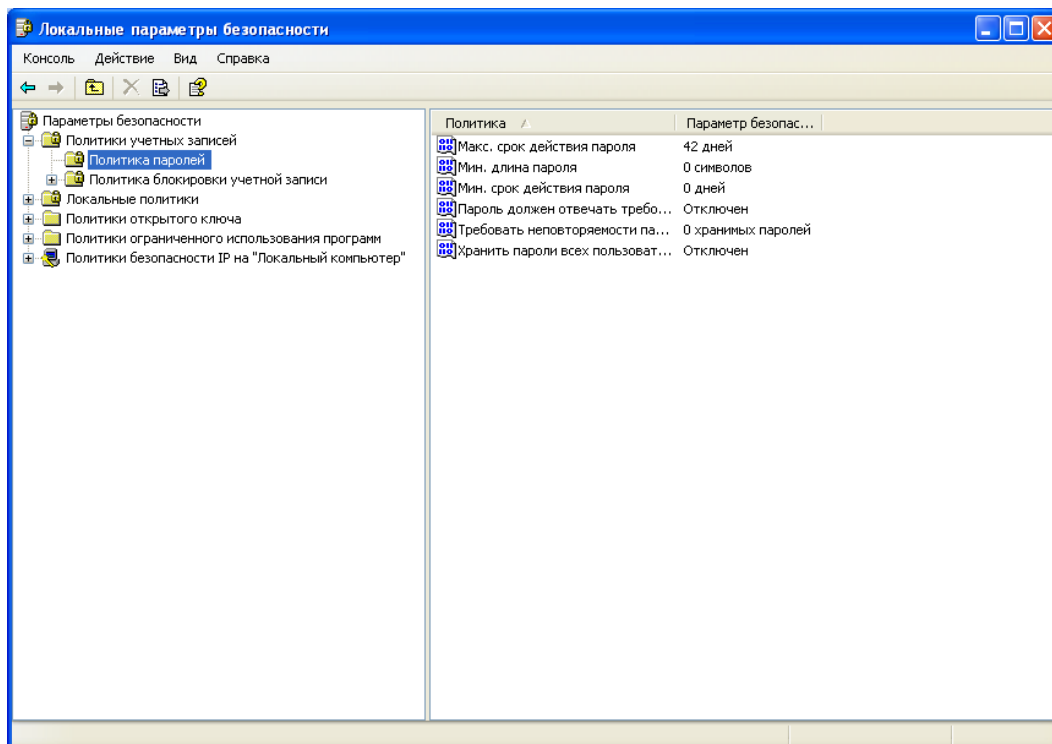 Локальные параметры безопасности
Консоль Действие Вид Справка
Параметры безопасности
Политики учетных записей
Политика паролей
Политика блокировки учетной записи
Локальные политики
Политики открытого ключа
Политики ограниченного использования программ
Политики безопасности IP на "Локальный компьютер"
Политика Параметр безопас...
Макс. срок действия пароля 42 дней
Мин. длина пароля 0 символов
Мин. срок действия пароля 0 дней
Пароль должен отвечать требо... Отключен
Требовать неповторяемости па... 0 хранимых паролей
Хранить пароли всех пользоват... Отключен